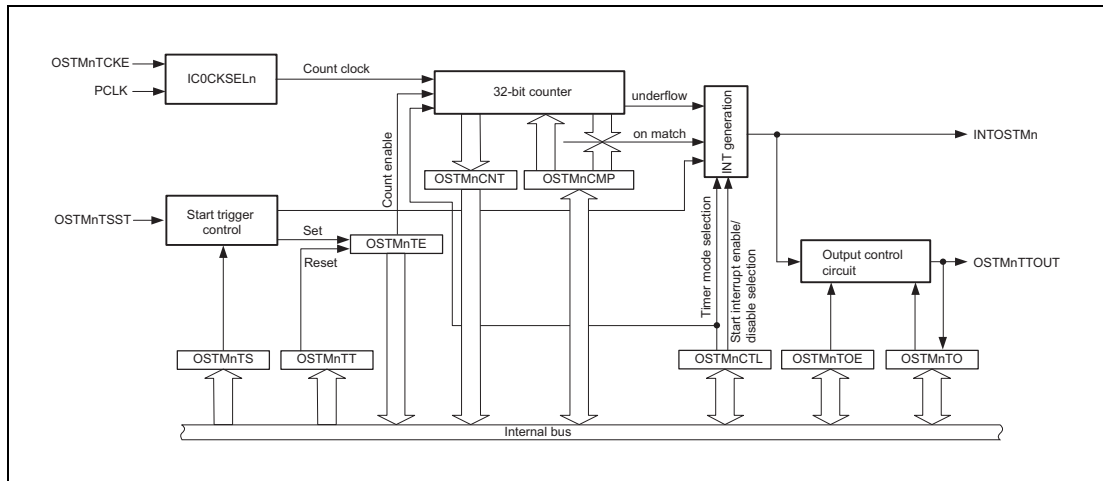 OSTMnTCKE
PCLK
IC0CKSELn
Count clock
32-bit counter
underflow
on match
INT generation
INTOSTMn
Count enable
OSTMnCNT
OSTMnCMP
OSTMnTSST
Start trigger
control
Set
Reset
OSTMnTE
Timer mode selection
Start interrupt enable/
disable selection
Output control
circuit
OSTMnTTOUT
OSTMnTS
OSTMnTT
OSTMnCTL
OSTMnTOE
OSTMnTO
Internal bus